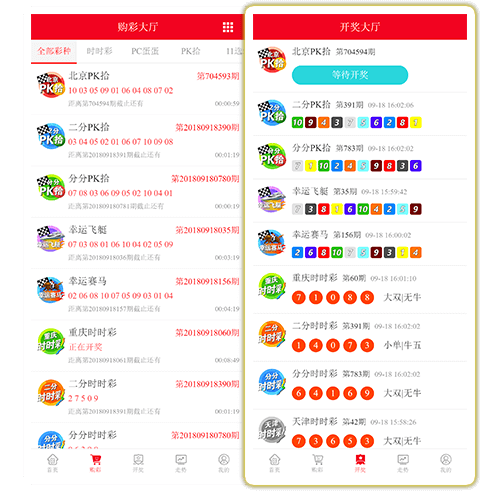 购彩大厅
全部彩种 时时彩 PC蛋蛋 PK拾 11选
北京PK拾 第704593期
10 03 05 09 01 06 04 08 07 02
距离第704594期截止还有 00:00:59
二分PK拾 第20180918390期
03 04 05 02 01 06 07 10 09 08
距离第20180918391期截止还有 00:01:19
分分PK拾 第201809180780期
07 08 03 06 09 05 02 10 04 01
距离第201809180781期截止还有 00:00:19
幸运飞艇 第20180918035期
07 03 08 01 06 10 04 02 05 09
距离第20180918036期截止还有 00:03:19
幸运赛马 第20180918156期
02 06 08 10 07 05 09 03 01 04
距离第20180918157期截止还有 00:04:19
重庆时时彩 第20180918060期
正在开奖
距离第20180918061期截止还有 00:08:49
二分时时彩 第20180918390期
2 7 5 0 9
距离第20180918391期截止还有 00:01:19
分分时时彩 第201809180780期
首页 购彩 开奖 走势 我的
开奖大厅
北京PK拾 第704594期
等待开奖
二分PK拾 第391期 09-18 16:02:06
10 9 4 3 7 5 6 2 8 1
分分PK拾 第783期 09-18 16:02:02
7 1 10 2 4 5 9 8 3 6
幸运飞艇 第35期 09-18 15:59:42
7 3 8 1 6 10 4 2 5 9
幸运赛马 第156期 09-18 16:00:02
2 6 8 10 7 5 9 3 1 4
重庆时时彩 第60期 09-18 16:01:10
7 1 0 8 8 大双|无牛
二分时时彩 第391期 09-18 16:02:02
1 4 0 7 3 小单|牛五
分分时时彩 第783期 09-18 16:02:02
6 4 1 6 9 大双|无牛
天津时时彩 第42期 09-18 15:58:26
7 3 6 5 3 大双|无牛
首页 购彩 开奖 走势 我的